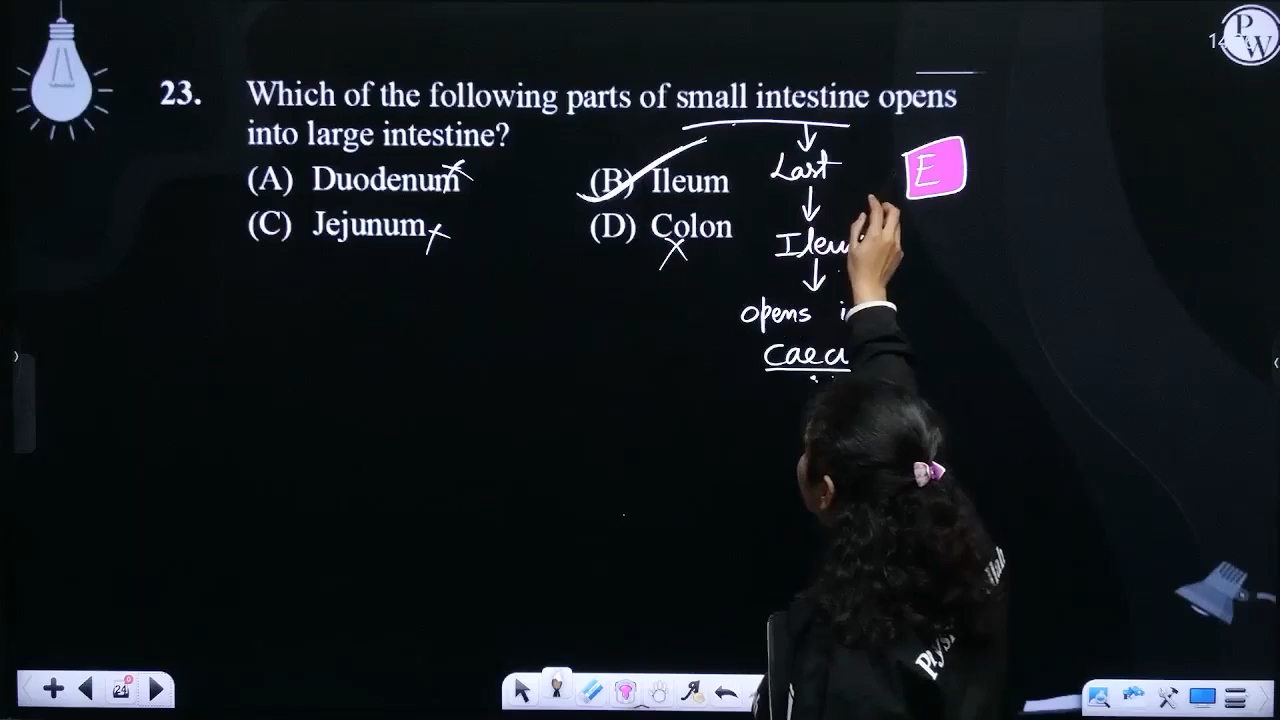 23. Which of the following parts of small intestine opens
into large intestine?
(A) Duodenum
(B) Ileum
(C) Jejunum
(D) Colon
Last
opens
E
PW
24